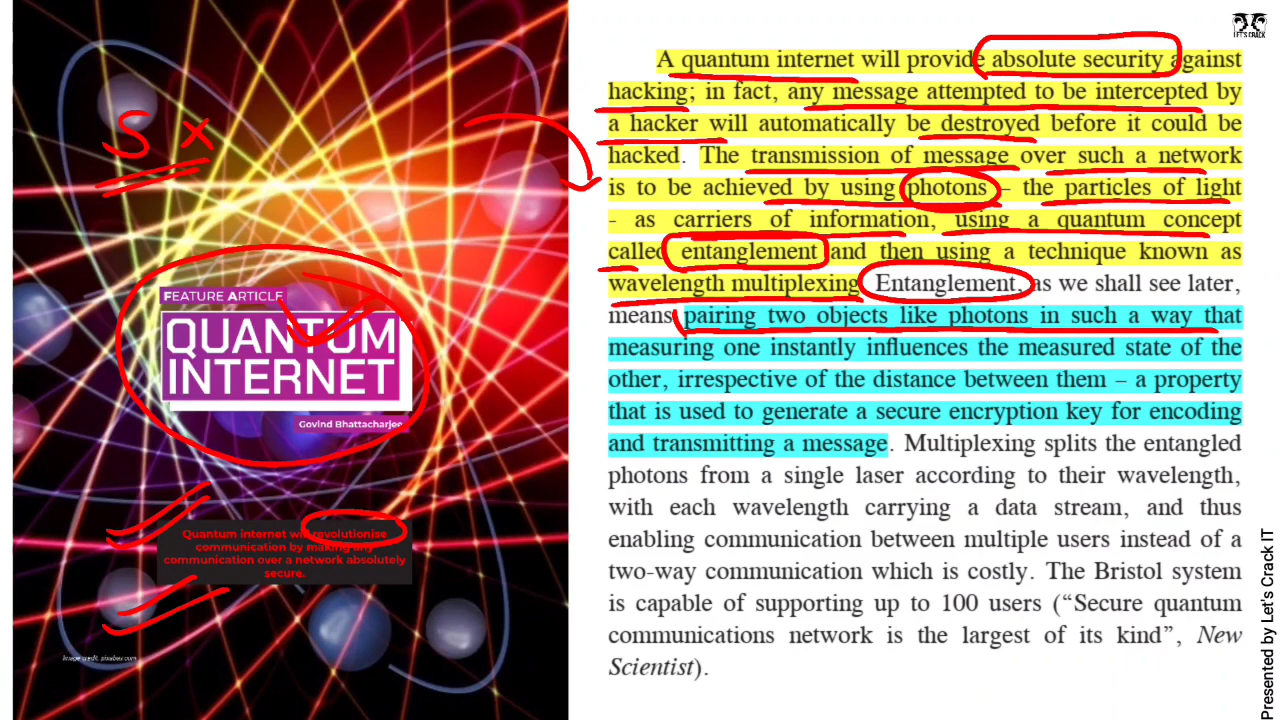 FEATURE ARTICLE
QUANTUM
INTERNET
Govind Bhattacharjee
Quantum internet will revolutionise
communication by making any
communication over a network absolutely
secure.
Image credit: pixabay.com
S x
LET'S CRACK
A quantum internet will provide absolute security against
hacking; in fact, any message attempted to be intercepted by
a hacker will automatically be destroyed before it could be
hacked. The transmission of message over such a network
is to be achieved by using photons – the particles of light
- as carriers of information, using a quantum concept
called entanglement and then using a technique known as
wavelength multiplexing. Entanglement, as we shall see later,
means pairing two objects like photons in such a way that
measuring one instantly influences the measured state of the
other, irrespective of the distance between them – a property
that is used to generate a secure encryption key for encoding
and transmitting a message. Multiplexing splits the entangled
photons from a single laser according to their wavelength,
with each wavelength carrying a data stream, and thus
enabling communication between multiple users instead of a
two-way communication which is costly. The Bristol system
is capable of supporting up to 100 users (“Secure quantum
communications network is the largest of its kind”, New
Scientist).
Presented by Let's Crack IT